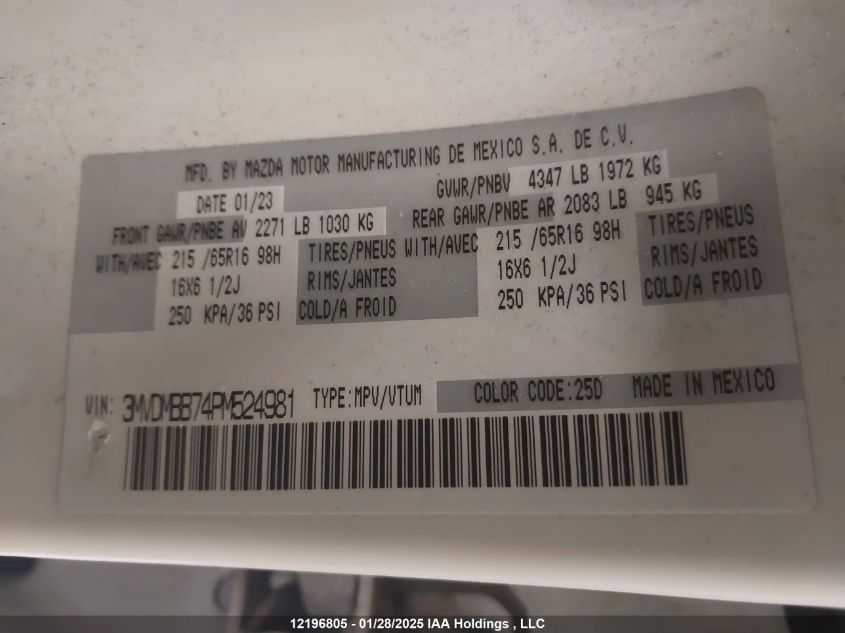 MFD. BY MAZDA MOTOR MANUFACTURING DE MEXICO S.A. DE C.V.
DATE 01/23 GVWR/PNBV 4347 LB 1972 KG
FRONT GAWR/PNBE AV 2271 LB 1030 KG REAR GAWR/PNBE AR 2083 LB 945 KG
WITH/AVEC 215 /65R16 98H TIRES/PNEUS WITH/AVEC 215 /65R16 98H TIRES/PNEUS
16X6 1/2J RIMS/JANTES 16X6 1/2J RIMS/JANTES
250 KPA/36 PSI COLD/A FROID 250 KPA/36 PSI COLD/A FROID
VIN: 3MVDMBB74PM524981 TYPE:MPV/VTUM COLOR CODE:25D MADE IN MEXICO
12196805 - 01/28/2025 IAA Holdings , LLC